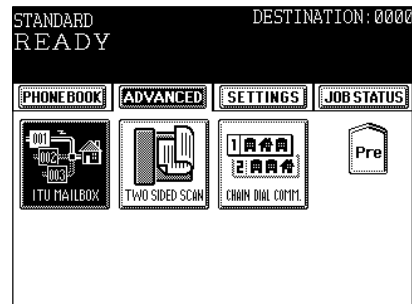 STANDARD DESTINATION:0000
READY
PHONE BOOK ADVANCED SETTINGS JOB STATUS
001
002
003
ITU MAILBOX
TWO SIDED SCAN
1
2
CHAIN DIAL COMM.
Pre